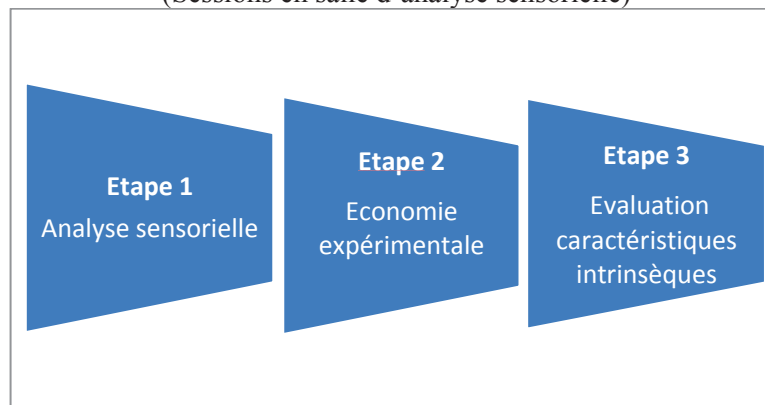 (Sessions en salle d'analyse sensorielle)
Etape 1
Analyse sensorielle
Etape 2
Economie
expérimentale
Etape 3
Evaluation
caractéristiques
intrinsèques